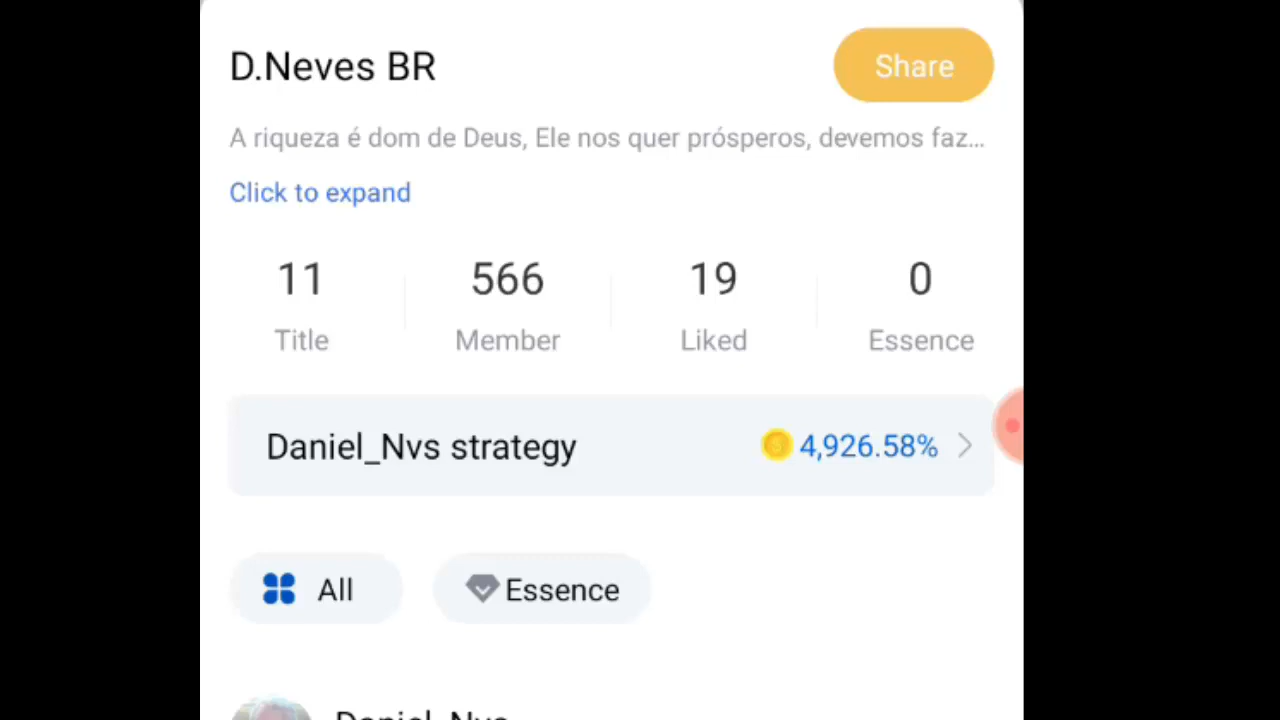 D.Neves BR
Share
A riqueza é dom de Deus, Ele nos quer prósperos, devemos faz...
Click to expand
11 566 19 0
Title Member Liked Essence
Daniel_Nvs strategy 4,926.58%
All Essence
Daniel_Nvs